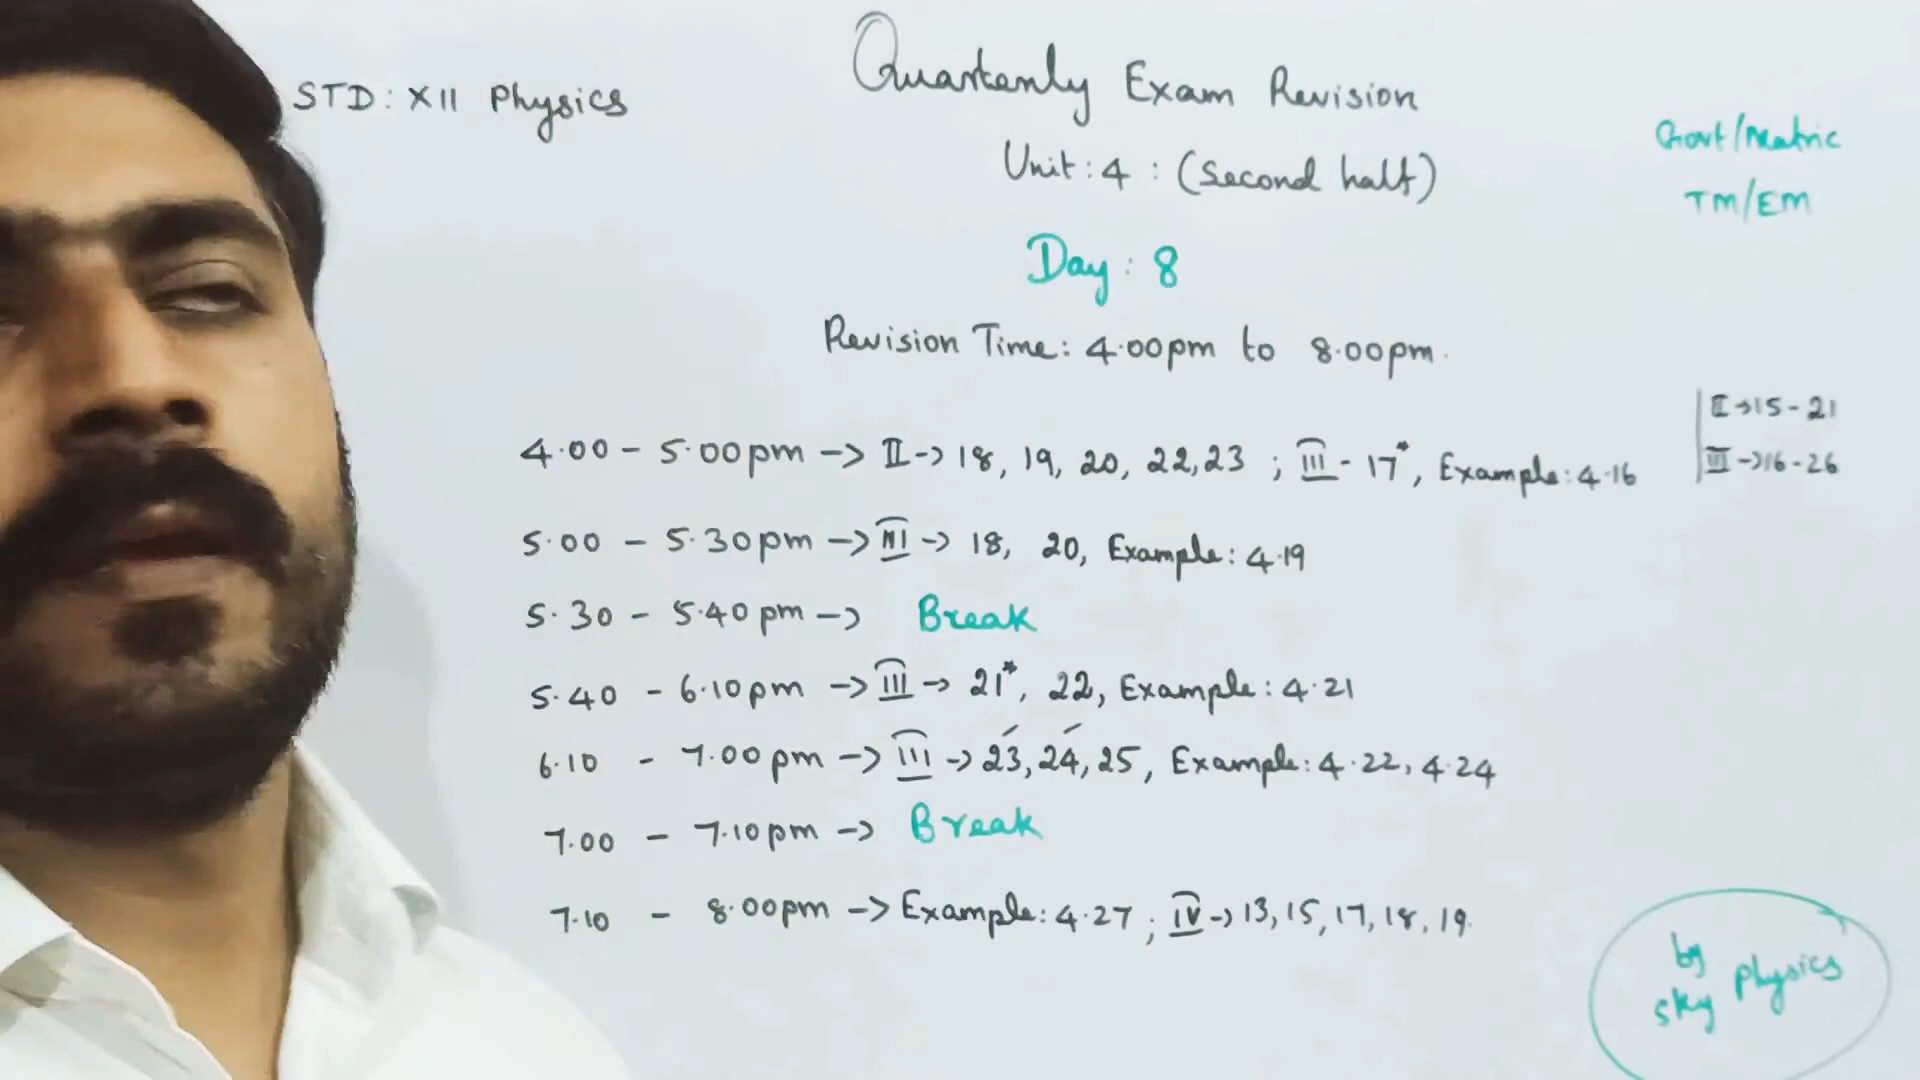 STD: XII Physics
Quarterly Exam Revision
Unit: 4 : (Second half)
Govt/Matric
TM/EM
Day: 8
Revision Time: 4.00pm to 8.00pm.
II → 15 - 21
III → 16 - 26
4.00 - 5.00pm → II → 18, 19, 20, 22, 23 ; III - 17*, Example: 4.16
5.00 - 5.30pm → III → 18, 20, Example: 4.19
5.30 - 5.40pm → Break
5.40 - 6.10pm → III → 21*, 22, Example: 4.21
6.10 - 7.00pm → III → 23, 24, 25, Example: 4.22, 4.24
7.00 - 7.10pm → Break
7.10 - 8.00pm → Example: 4.27 ; IV → 13, 15, 17, 18, 19.
by
sky physics